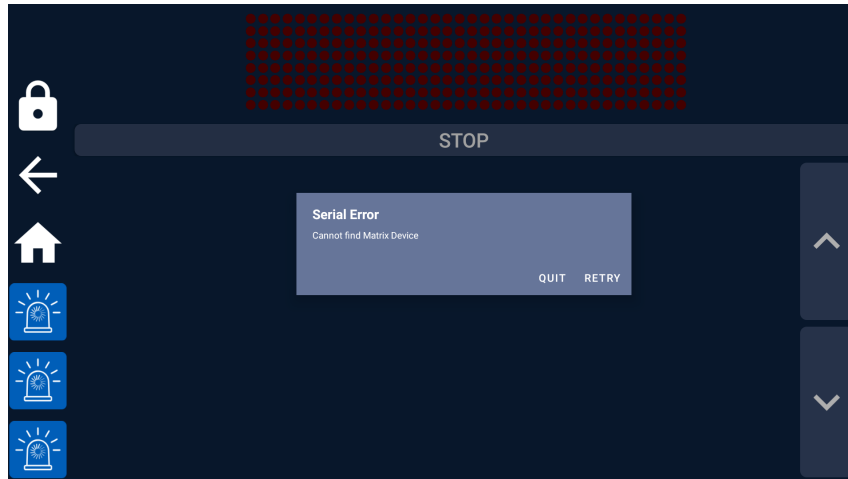 STOP
Serial Error
Cannot find Matrix Device
QUIT RETRY